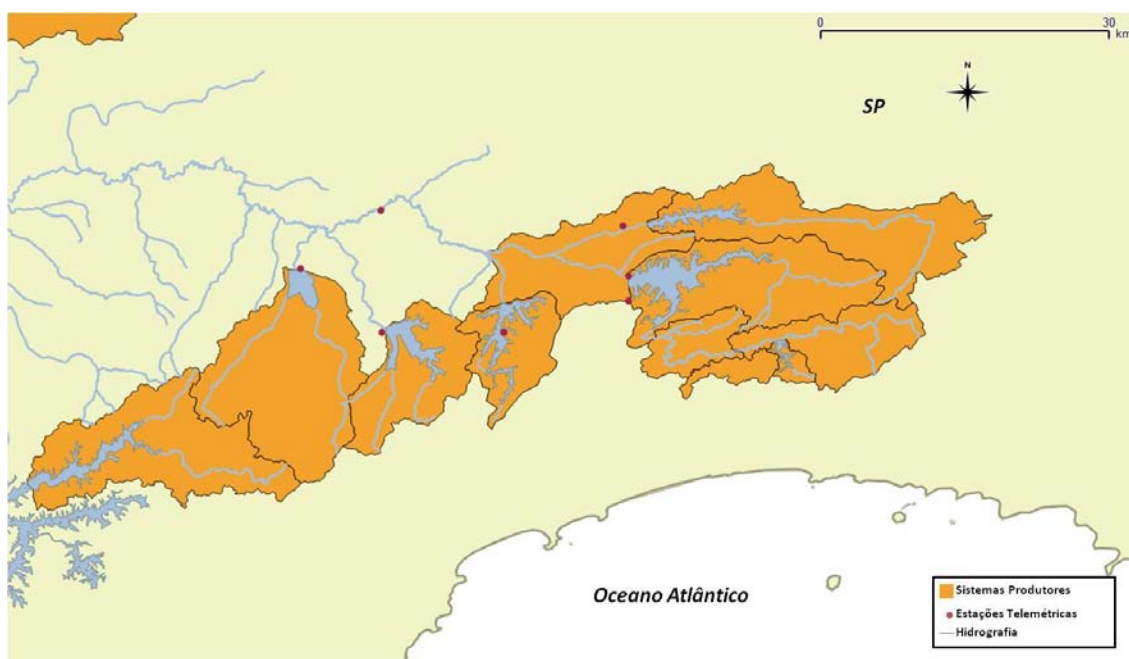 0 30
km
N
SP
Oceano Atlântico
Sistemas Produtores
Estações Telemétricas
Hidrografia